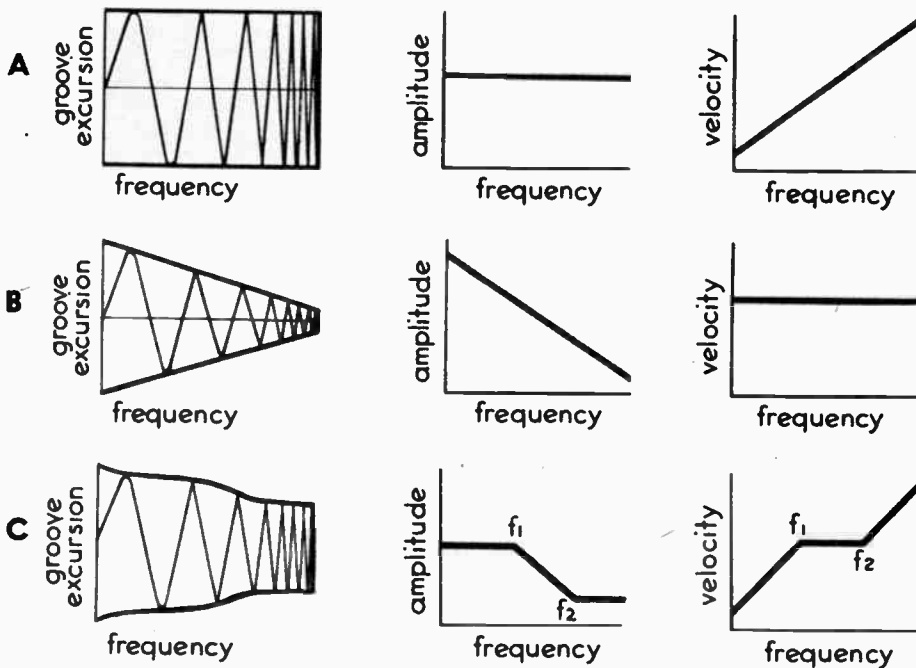 A
groove
excursion
frequency
amplitude
frequency
velocity
frequency
B
groove
excursion
frequency
amplitude
frequency
velocity
frequency
C
groove
excursion
frequency
amplitude
f1
f2
frequency
velocity
f1
f2
frequency